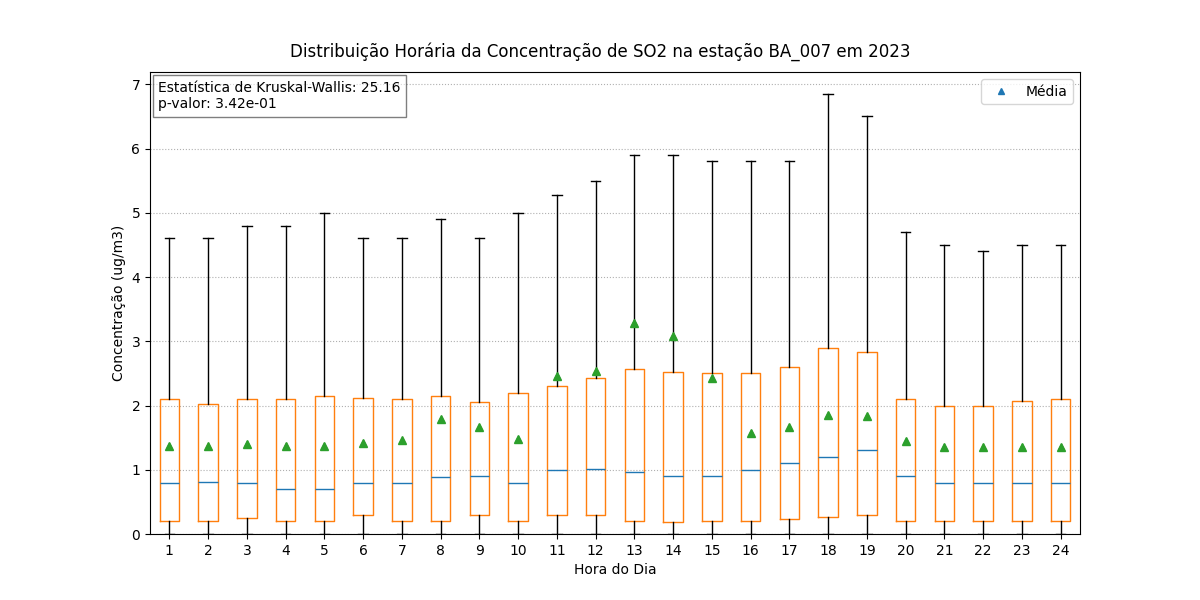 Distribuição Horária da Concentração de SO2 na estação BA_007 em 2023
Estatística de Kruskal-Wallis: 25.16
p-valor: 3.42e-01
Média
Concentração (ug/m3)
7
6
5
4
3
2
1
0
1 2 3 4 5 6 7 8 9 10 11 12 13 14 15 16 17 18 19 20 21 22 23 24
Hora do Dia